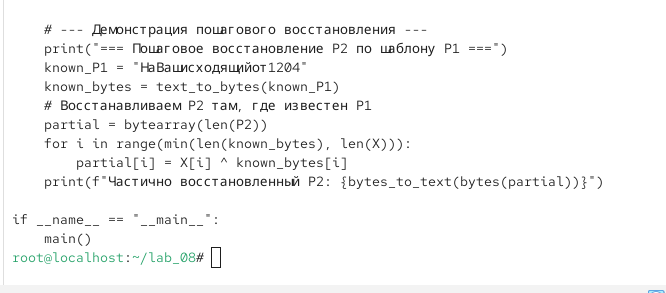 # --- Демонстрация пошагового восстановления ---
print("=== Пошаговое восстановление P2 по шаблону P1 ===")
known_P1 = "НаВашисходящийот1204"
known_bytes = text_to_bytes(known_P1)
# Восстанавливаем P2 там, где известен P1
partial = bytearray(len(P2))
for i in range(min(len(known_bytes), len(X))):
partial[i] = X[i] ^ known_bytes[i]
print(f"Частично восстановленный P2: {bytes_to_text(bytes(partial))}")
if __name__ == "__main__":
main()
root@localhost:~/lab_08#